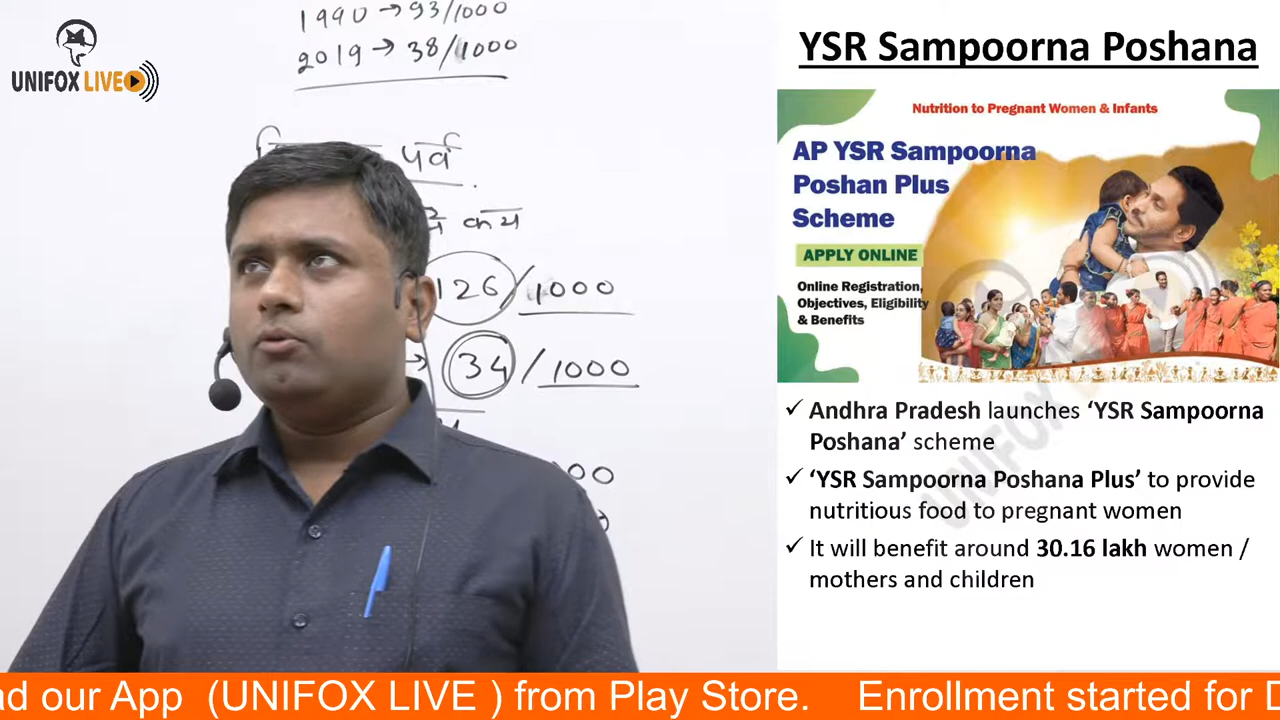 UNIFOX LIVE
1990 → 93/1000
2019 → 38/1000
पर्व
126/1000
→ 34/1000
YSR Sampoorna Poshana
Nutrition to Pregnant Women & Infants
AP YSR Sampoorna
Poshan Plus
Scheme
APPLY ONLINE
Online Registration,
Objectives, Eligibility
& Benefits
✓ Andhra Pradesh launches ‘YSR Sampoorna
Poshana’ scheme
✓ ‘YSR Sampoorna Poshana Plus’ to provide
nutritious food to pregnant women
✓ It will benefit around 30.16 lakh women /
mothers and children
ad our App (UNIFOX LIVE ) from Play Store. Enrollment started for D